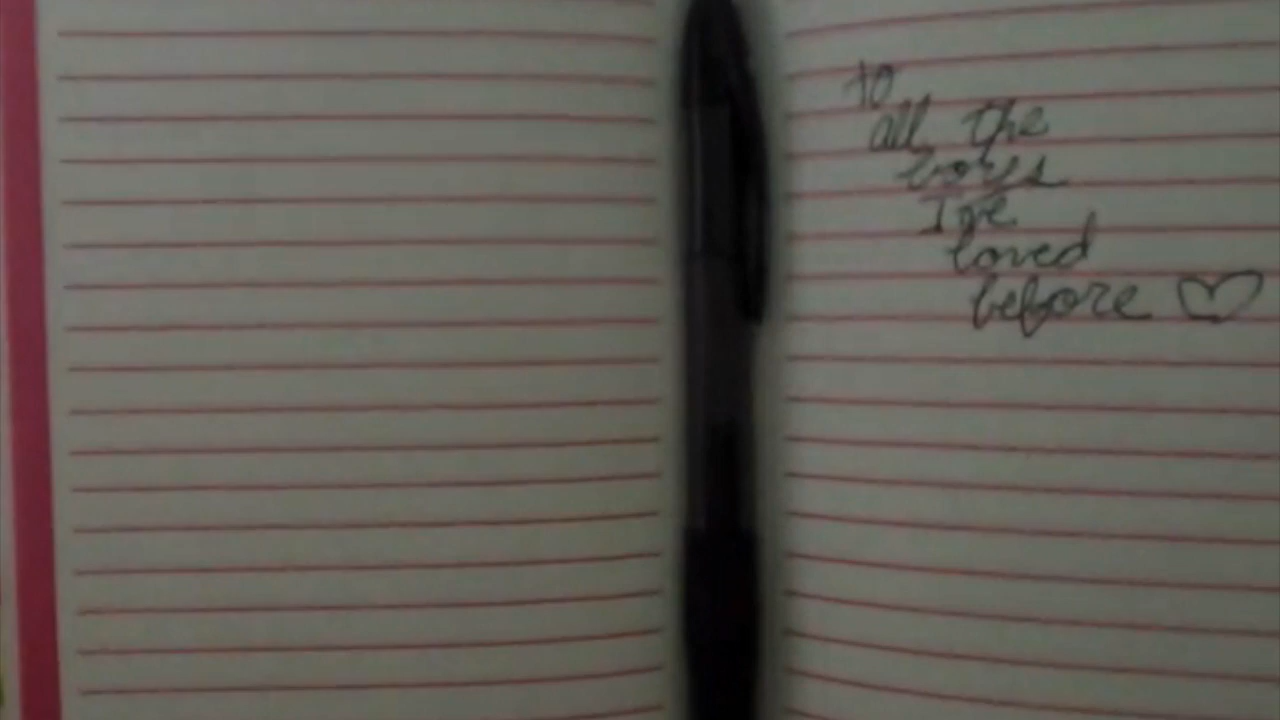 to
all the
boys
I've
loved
before ♡